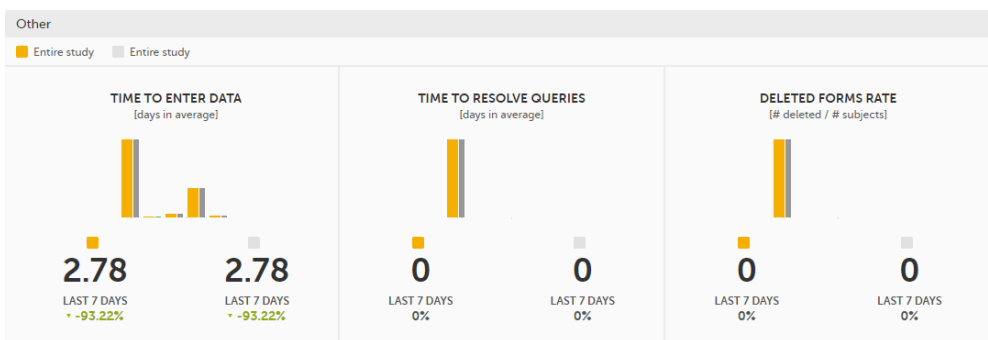 Other
Entire study Entire study
TIME TO ENTER DATA
[days in average]
2.78 2.78
LAST 7 DAYS LAST 7 DAYS
▼ -93.22% ▼ -93.22%
TIME TO RESOLVE QUERIES
[days in average]
0 0
LAST 7 DAYS LAST 7 DAYS
0% 0%
DELETED FORMS RATE
[# deleted / # subjects]
0 0
LAST 7 DAYS LAST 7 DAYS
0% 0%